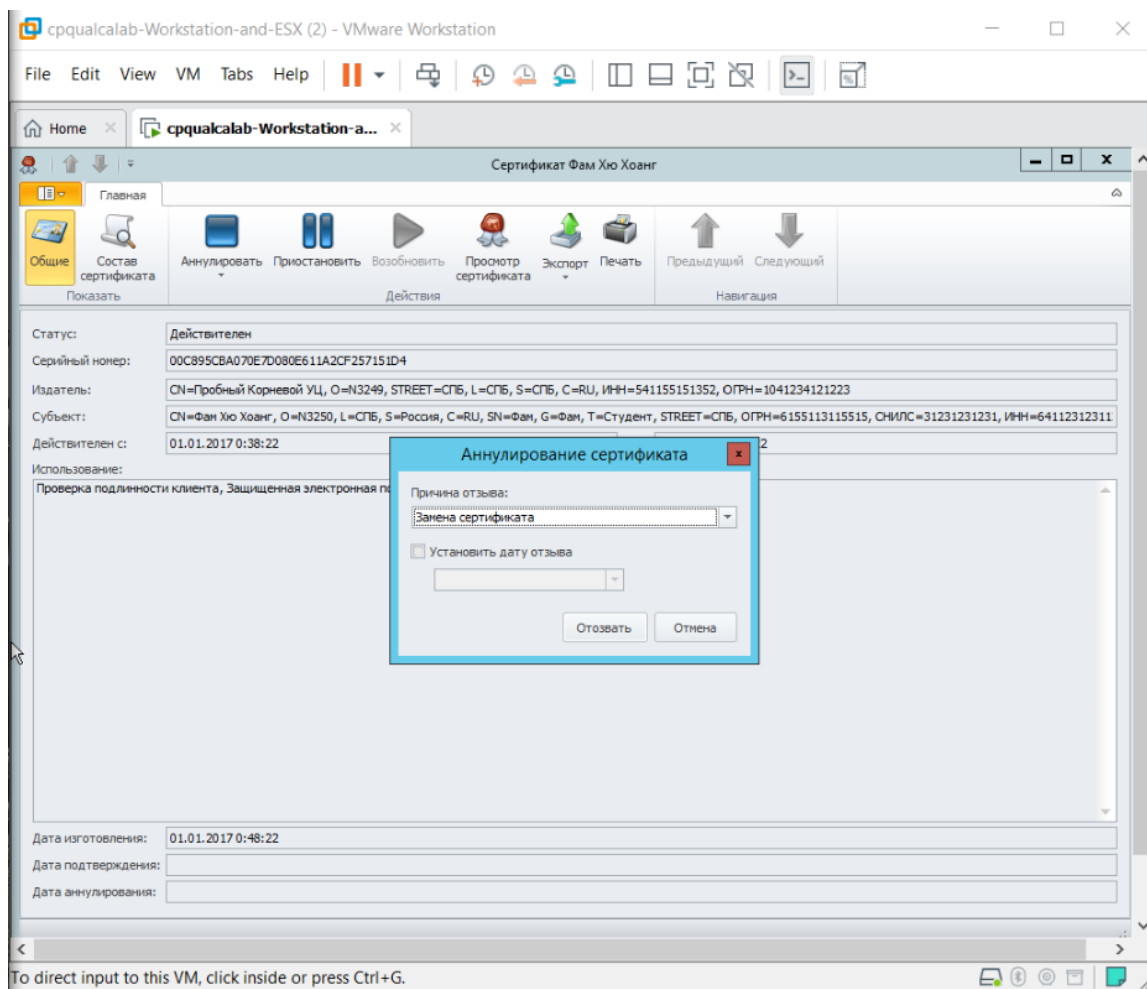 cpqualcalab-Workstation-and-ESX (2) - VMware Workstation
File Edit View VM Tabs Help
Home
cpqualcalab-Workstation-a...
Сертификат Фам Хю Хоанг
Главная
Общие
Состав сертификата
Аннулировать
Приостановить
Возобновить
Просмотр сертификата
Экспорт
Печать
Предыдущий
Следующий
Показать
Действия
Навигация
Статус: Действителен
Серийный номер: 00C895CBA070E7D080E611A2CF257151D4
Издатель: CN=Пробный Корневой УЦ, O=N3249, STREET=СПБ, L=СПБ, S=СПБ, C=RU, ИНН=541155151352, ОГРН=1041234121223
Субъект: CN=Фам Хю Хоанг, O=N3250, L=СПБ, S=Россия, C=RU, SN=Фам, G=Фам, T=Студент, STREET=СПБ, ОГРН=6155113115515, СНИЛС=31231231231, ИНН=64112312311
Действителен с: 01.01.2017 0:38:22
2
Использование:
Проверка подлинности клиента, Защищенная электронная по
Аннулирование сертификата
x
Причина отзыва:
Замена сертификата
Установить дату отзыва
Отозвать
Отмена
Дата изготовления: 01.01.2017 0:48:22
Дата подтверждения:
Дата аннулирования:
To direct input to this VM, click inside or press Ctrl+G.